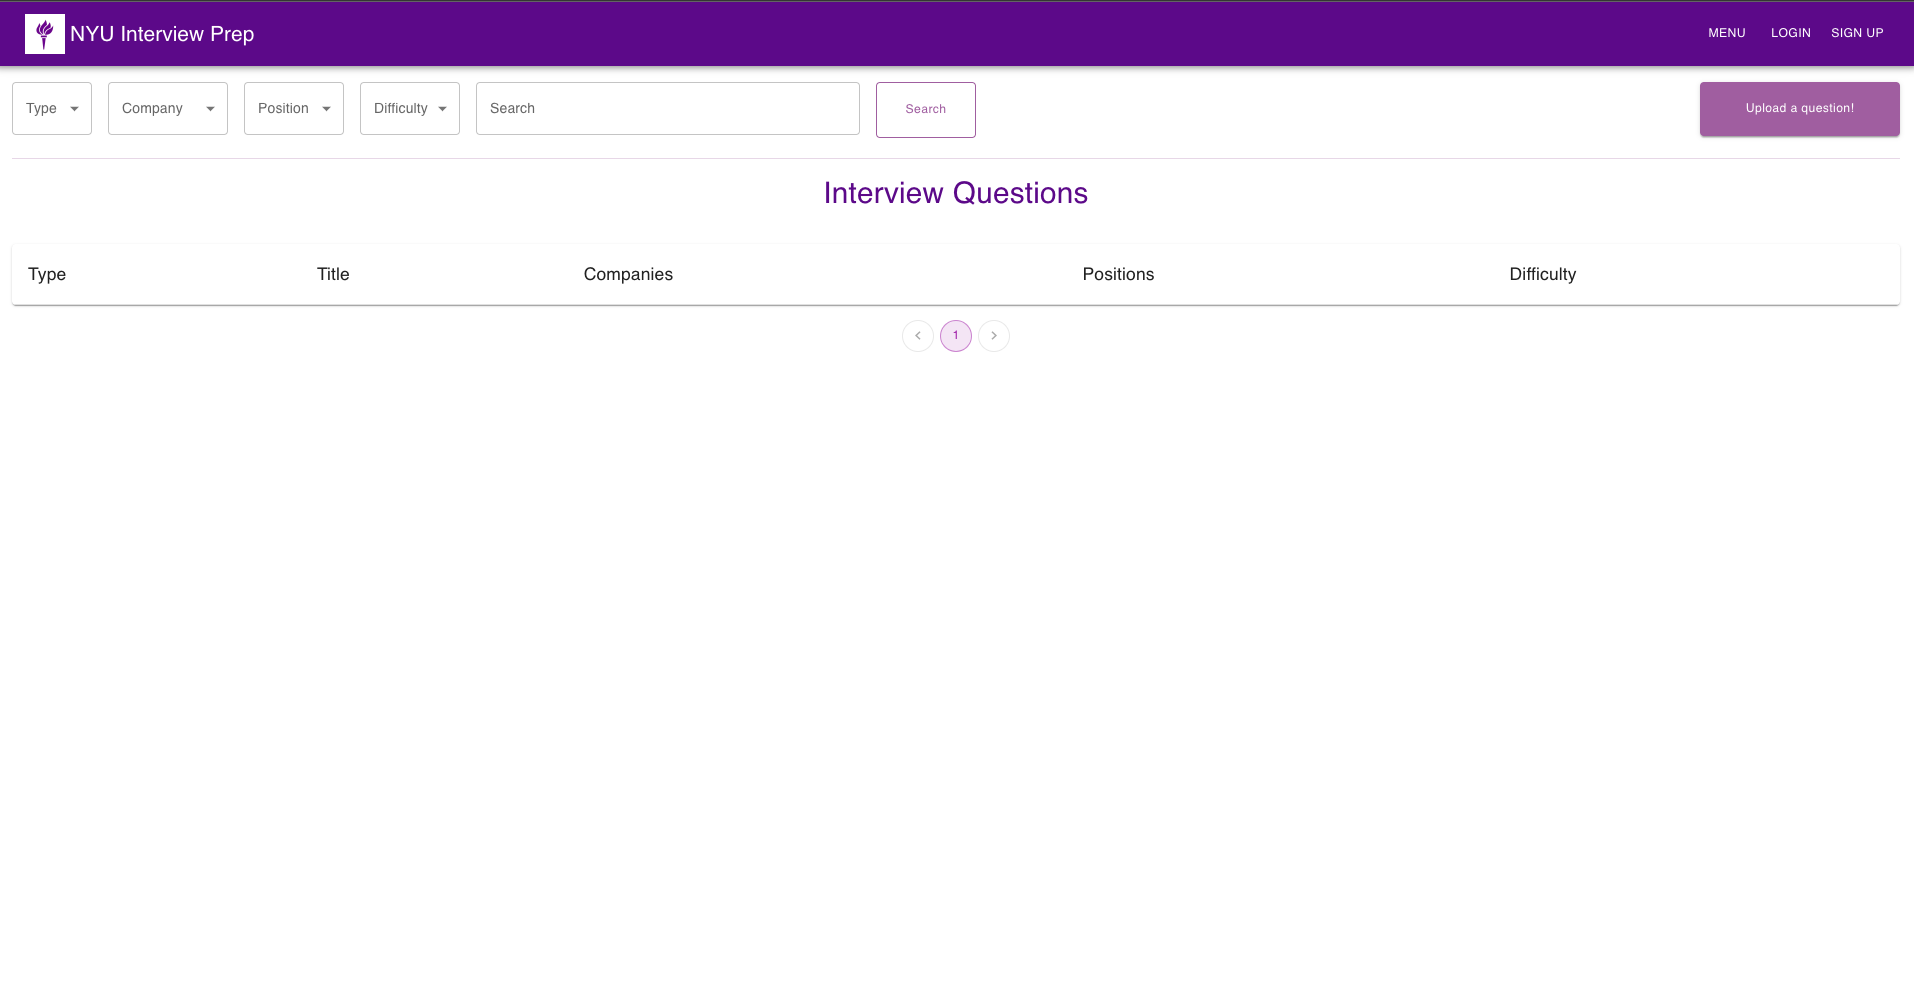 NYU Interview Prep
MENU LOGIN SIGN UP
Type Company Position Difficulty Search Search Upload a question!
Interview Questions
Type Title Companies Positions Difficulty
1